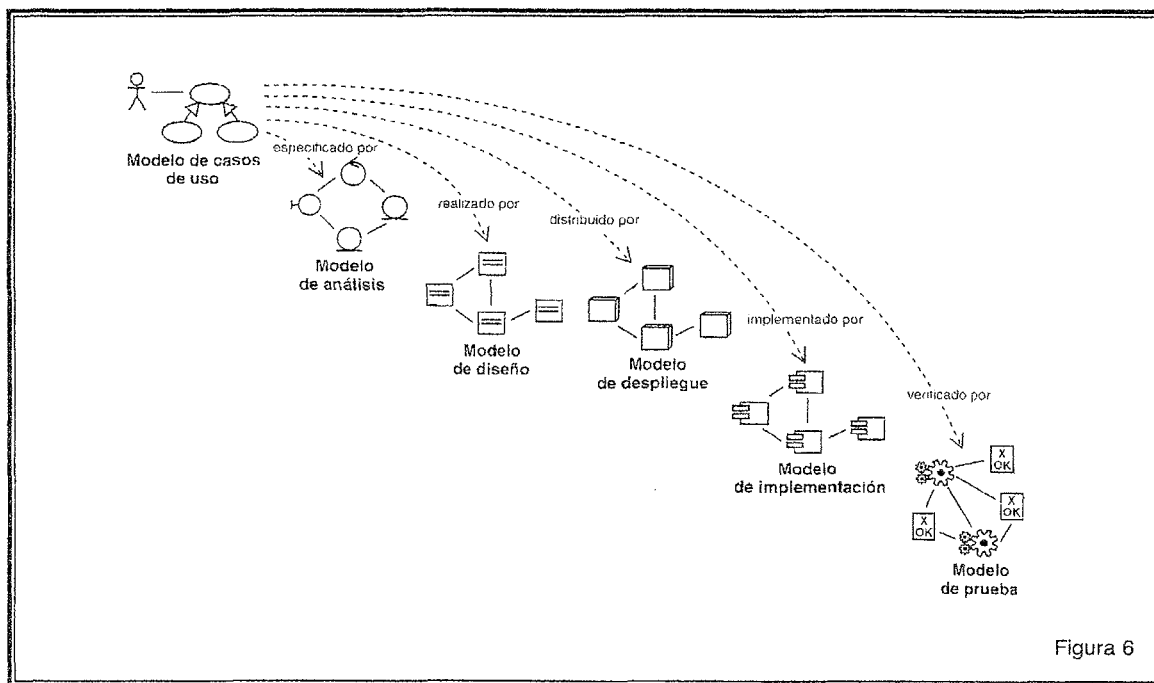 Modelo de casos
de uso
especificado por
Modelo
de análisis
realizado por
Modelo
de diseño
distribuido por
Modelo
de despliegue
implementado por
Modelo
de implementación
verificado por
X
OK
X
OK
X
OK
Modelo
de prueba
Figura 6